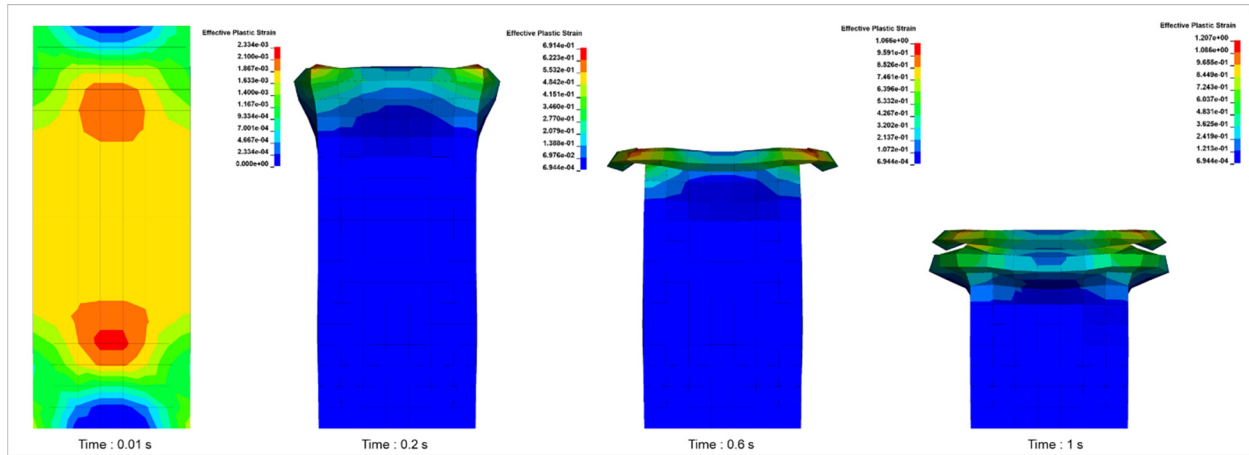 Effective Plastic Strain
2.334e-03
2.100e-03
1.867e-03
1.633e-03
1.400e-03
1.167e-03
9.334e-04
7.001e-04
4.667e-04
2.334e-04
0.000e+00
Time : 0.01 s
Effective Plastic Strain
6.914e-01
6.223e-01
5.532e-01
4.842e-01
4.151e-01
3.460e-01
2.770e-01
2.079e-01
1.388e-01
6.976e-02
6.944e-04
Time : 0.2 s
Effective Plastic Strain
1.066e+00
9.591e-01
8.526e-01
7.461e-01
6.396e-01
5.332e-01
4.267e-01
3.202e-01
2.137e-01
1.072e-01
6.944e-04
Time : 0.6 s
Effective Plastic Strain
1.207e+00
1.086e+00
9.655e-01
8.449e-01
7.243e-01
6.037e-01
4.831e-01
3.625e-01
2.419e-01
1.213e-01
6.944e-04
Time : 1 s